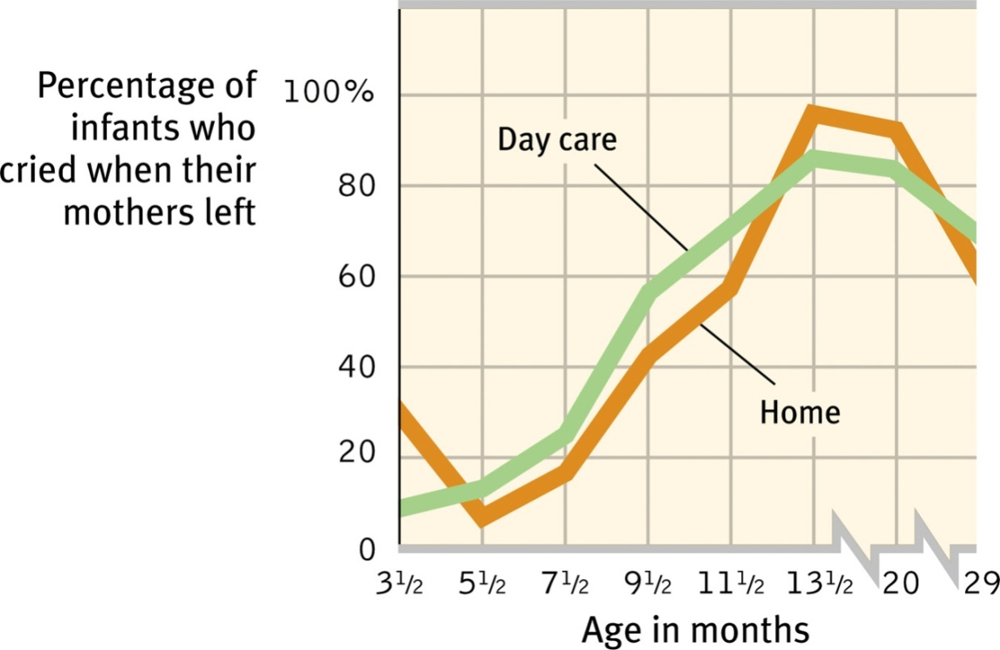 Percentage of
infants who
cried when their
mothers left
100%
80
60
40
20
0
Day care
Home
3½ 5½ 7½ 9½ 11½ 13½ 20 29
Age in months